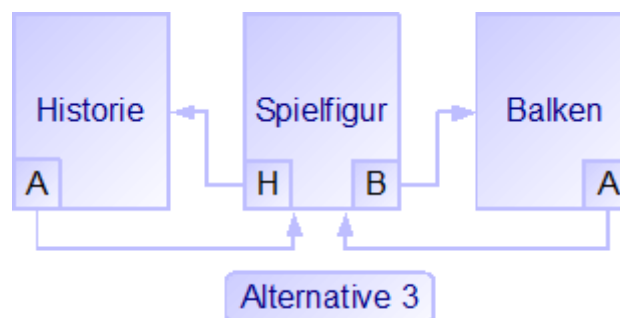 Historie
Spielfigur
Balken
A
H
B
A
Alternative 3